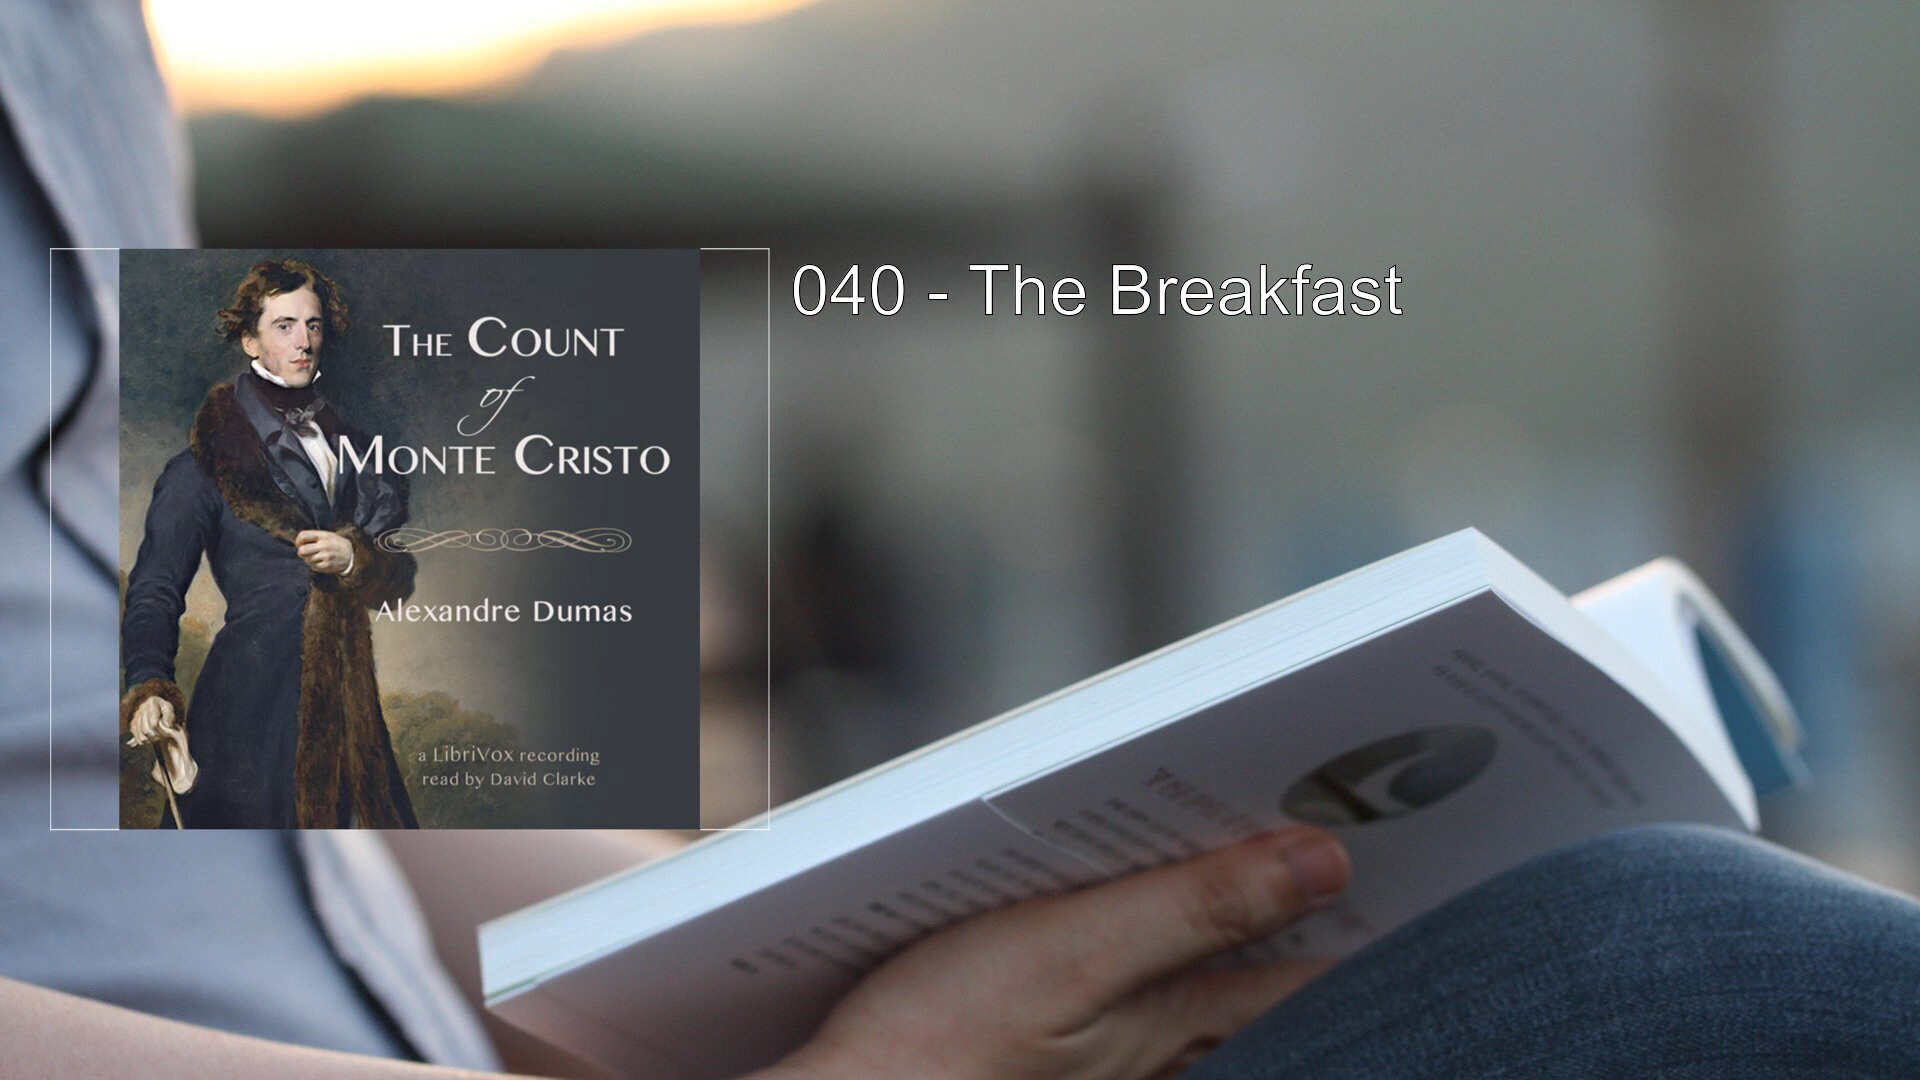 040 - The Breakfast
The Count
of
Monte Cristo
Alexandre Dumas
a LibriVox recording
read by David Clarke